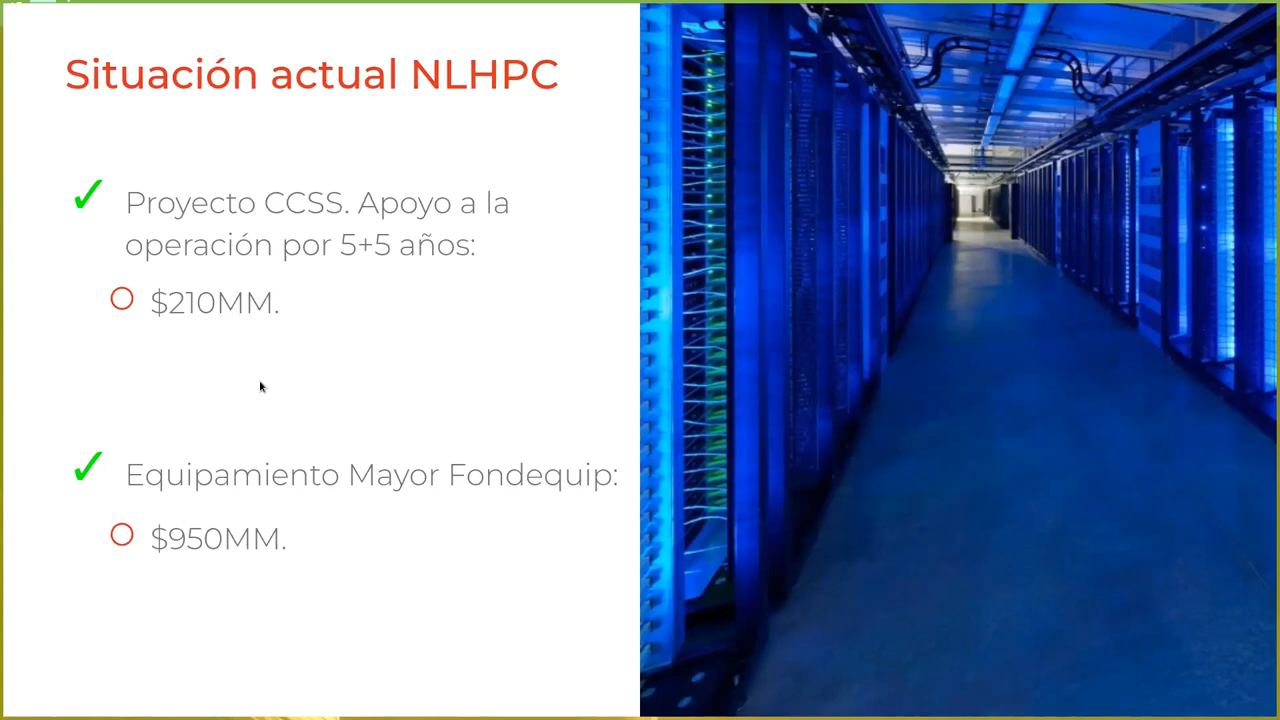 Situación actual NLHPC
✓ Proyecto CCSS. Apoyo a la
operación por 5+5 años:
$210MM.
✓ Equipamiento Mayor Fondequip:
$950MM.